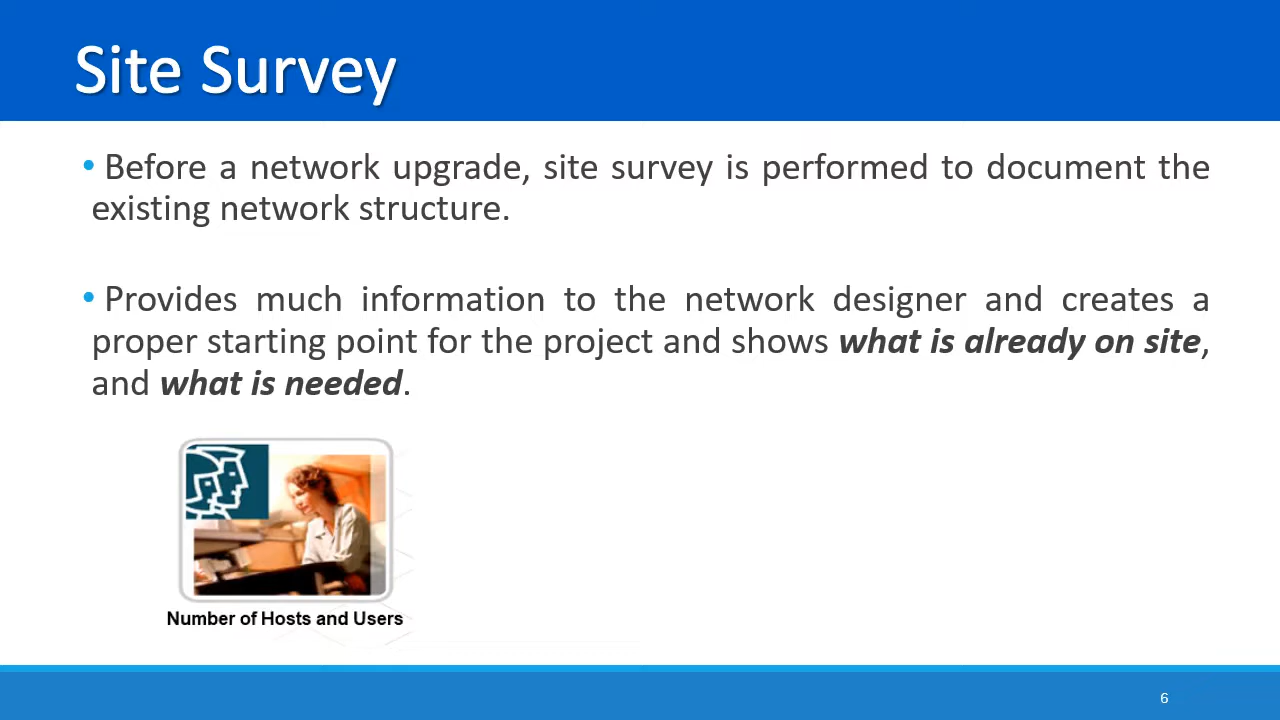 Site Survey
• Before a network upgrade, site survey is performed to document the
existing network structure.
• Provides much information to the network designer and creates a
proper starting point for the project and shows what is already on site,
and what is needed.
Number of Hosts and Users
6